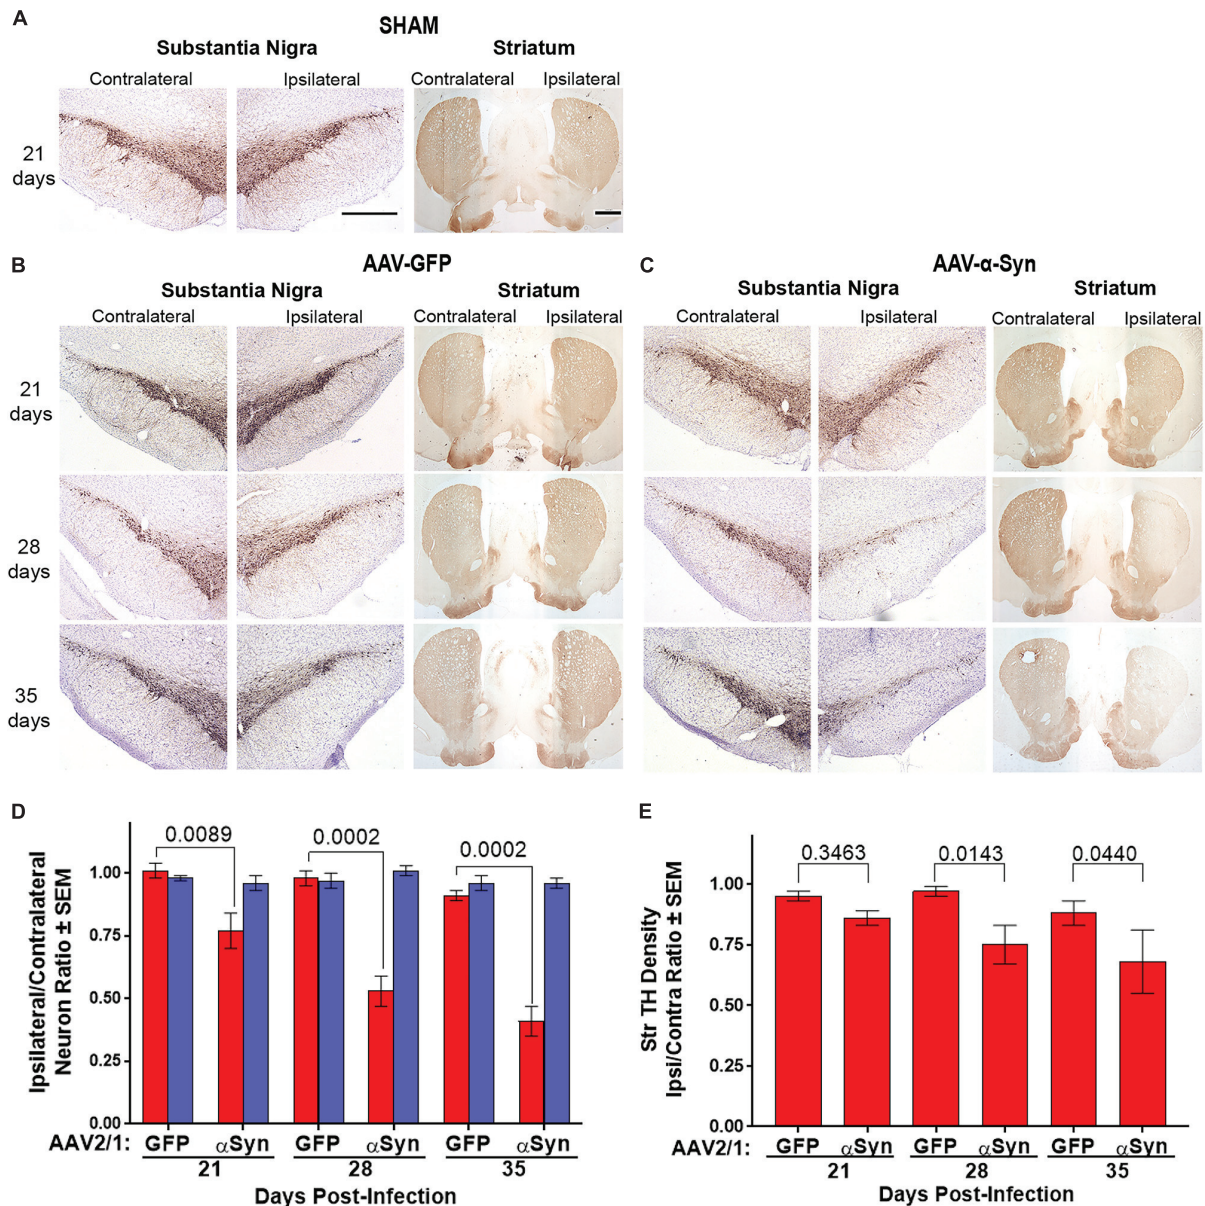 A
SHAM
Substantia Nigra
Striatum
Contralateral
Ipsilateral
Contralateral
Ipsilateral
21
days
B
AAV-GFP
Substantia Nigra
Striatum
Contralateral
Ipsilateral
Contralateral
Ipsilateral
21
days
28
days
35
days
C
AAV-α-Syn
Substantia Nigra
Striatum
Contralateral
Ipsilateral
Contralateral
Ipsilateral
D
Ipsilateral/Contralateral
Neuron Ratio ± SEM
1.00
0.75
0.50
0.25
0.00
0.0089
0.0002
0.0002
AAV2/1: GFP αSyn GFP αSyn GFP αSyn
21 28 35
Days Post-Infection
E
Str TH Density
Ipsi/Contra Ratio ± SEM
1.00
0.75
0.50
0.25
0.00
0.3463
0.0143
0.0440
AAV2/1: GFP αSyn GFP αSyn GFP αSyn
21 28 35
Days Post-Infection